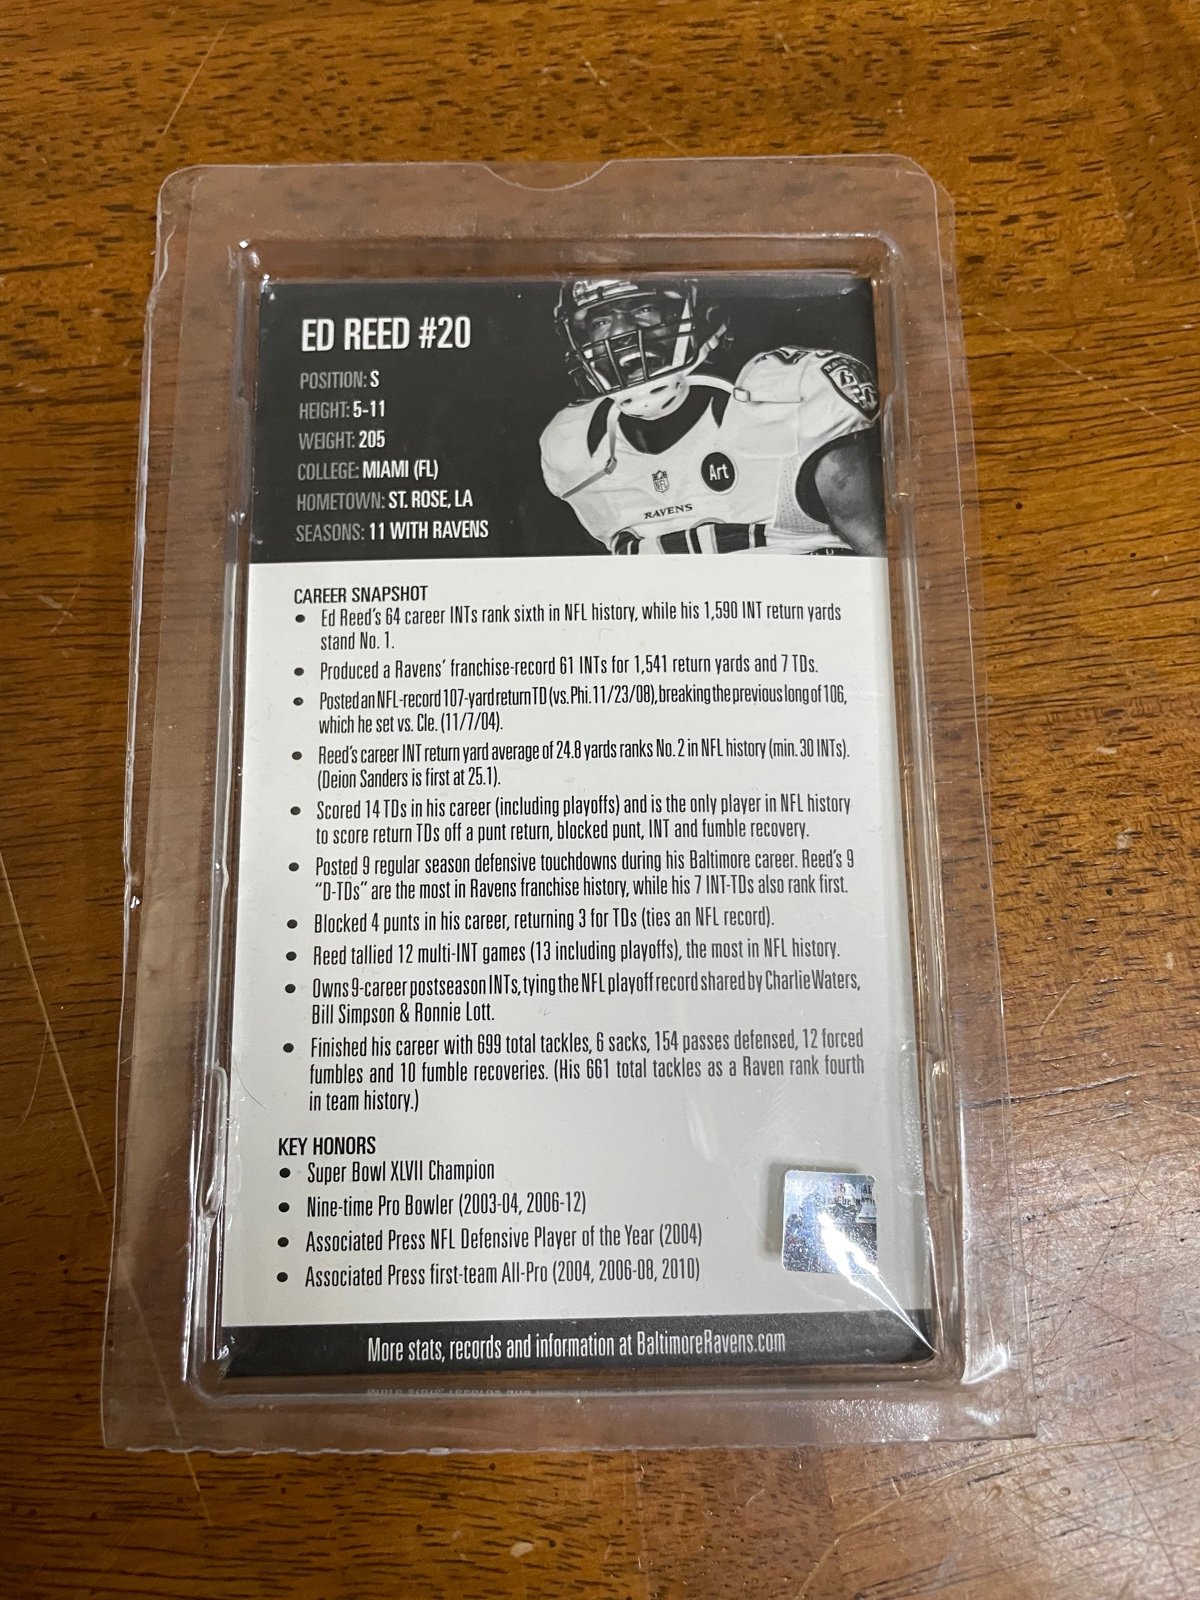 ED REED #20
POSITION: S
HEIGHT: 5-11
WEIGHT: 205
COLLEGE: MIAMI (FL)
HOMETOWN: ST. ROSE, LA
SEASONS: 11 WITH RAVENS
NFL
Art
RAVENS
CAREER SNAPSHOT
• Ed Reed's 64 career INTs rank sixth in NFL history, while his 1,590 INT return yards
stand No. 1.
• Produced a Ravens' franchise-record 61 INTs for 1,541 return yards and 7 TDs.
• Posted an NFL-record 107-yard return TD (vs. Phi. 11/23/08), breaking the previous long of 106,
which he set vs. Cle. (11/7/04).
• Reed's career INT return yard average of 24.8 yards ranks No. 2 in NFL history (min. 30 INTs).
(Deion Sanders is first at 25.1).
• Scored 14 TDs in his career (including playoffs) and is the only player in NFL history
to score return TDs off a punt return, blocked punt, INT and fumble recovery.
• Posted 9 regular season defensive touchdowns during his Baltimore career. Reed's 9
"D-TDs" are the most in Ravens franchise history, while his 7 INT-TDs also rank first.
• Blocked 4 punts in his career, returning 3 for TDs (ties an NFL record).
• Reed tallied 12 multi-INT games (13 including playoffs), the most in NFL history.
• Owns 9-career postseason INTs, tying the NFL playoff record shared by Charlie Waters,
Bill Simpson & Ronnie Lott.
• Finished his career with 699 total tackles, 6 sacks, 154 passes defensed, 12 forced
fumbles and 10 fumble recoveries. (His 661 total tackles as a Raven rank fourth
in team history.)
KEY HONORS
• Super Bowl XLVII Champion
• Nine-time Pro Bowler (2003-04, 2006-12)
• Associated Press NFL Defensive Player of the Year (2004)
• Associated Press first-team All-Pro (2004, 2006-08, 2010)
More stats, records and information at BaltimoreRavens.com